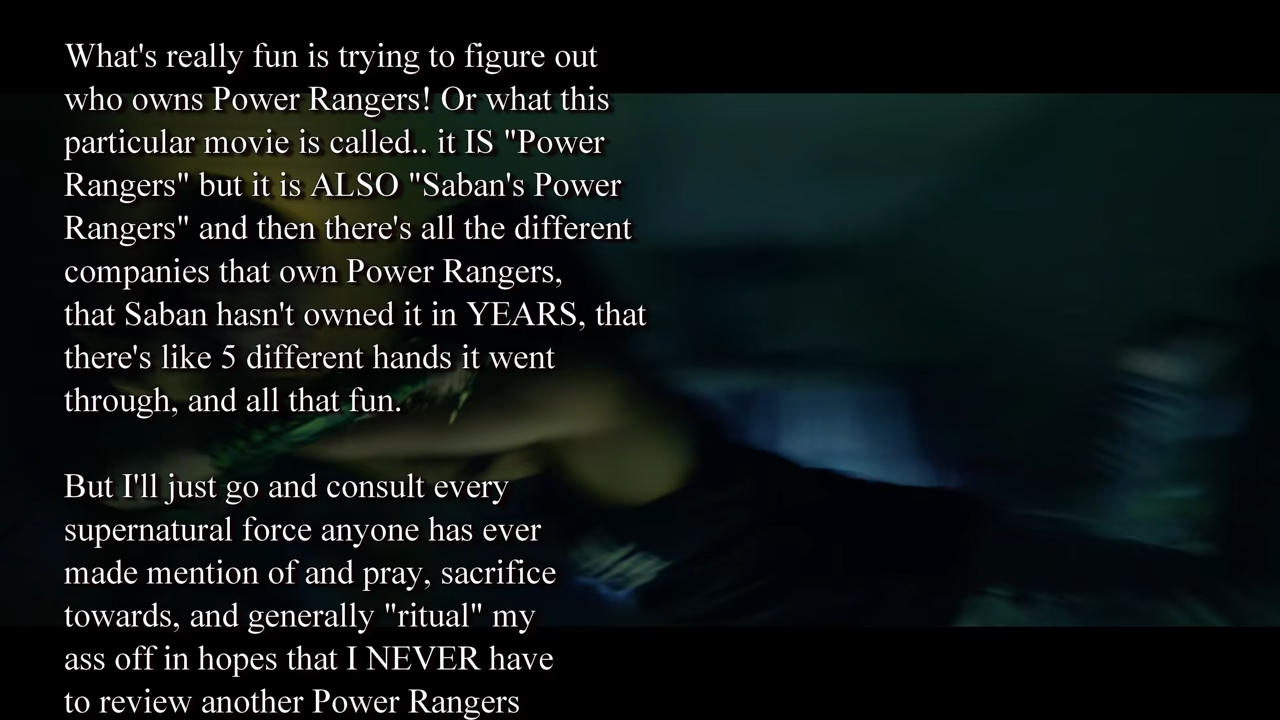 What's really fun is trying to figure out
who owns Power Rangers! Or what this
particular movie is called.. it IS "Power
Rangers" but it is ALSO "Saban's Power
Rangers" and then there's all the different
companies that own Power Rangers,
that Saban hasn't owned it in YEARS, that
there's like 5 different hands it went
through, and all that fun.
But I'll just go and consult every
supernatural force anyone has ever
made mention of and pray, sacrifice
towards, and generally "ritual" my
ass off in hopes that I NEVER have
to review another Power Rangers